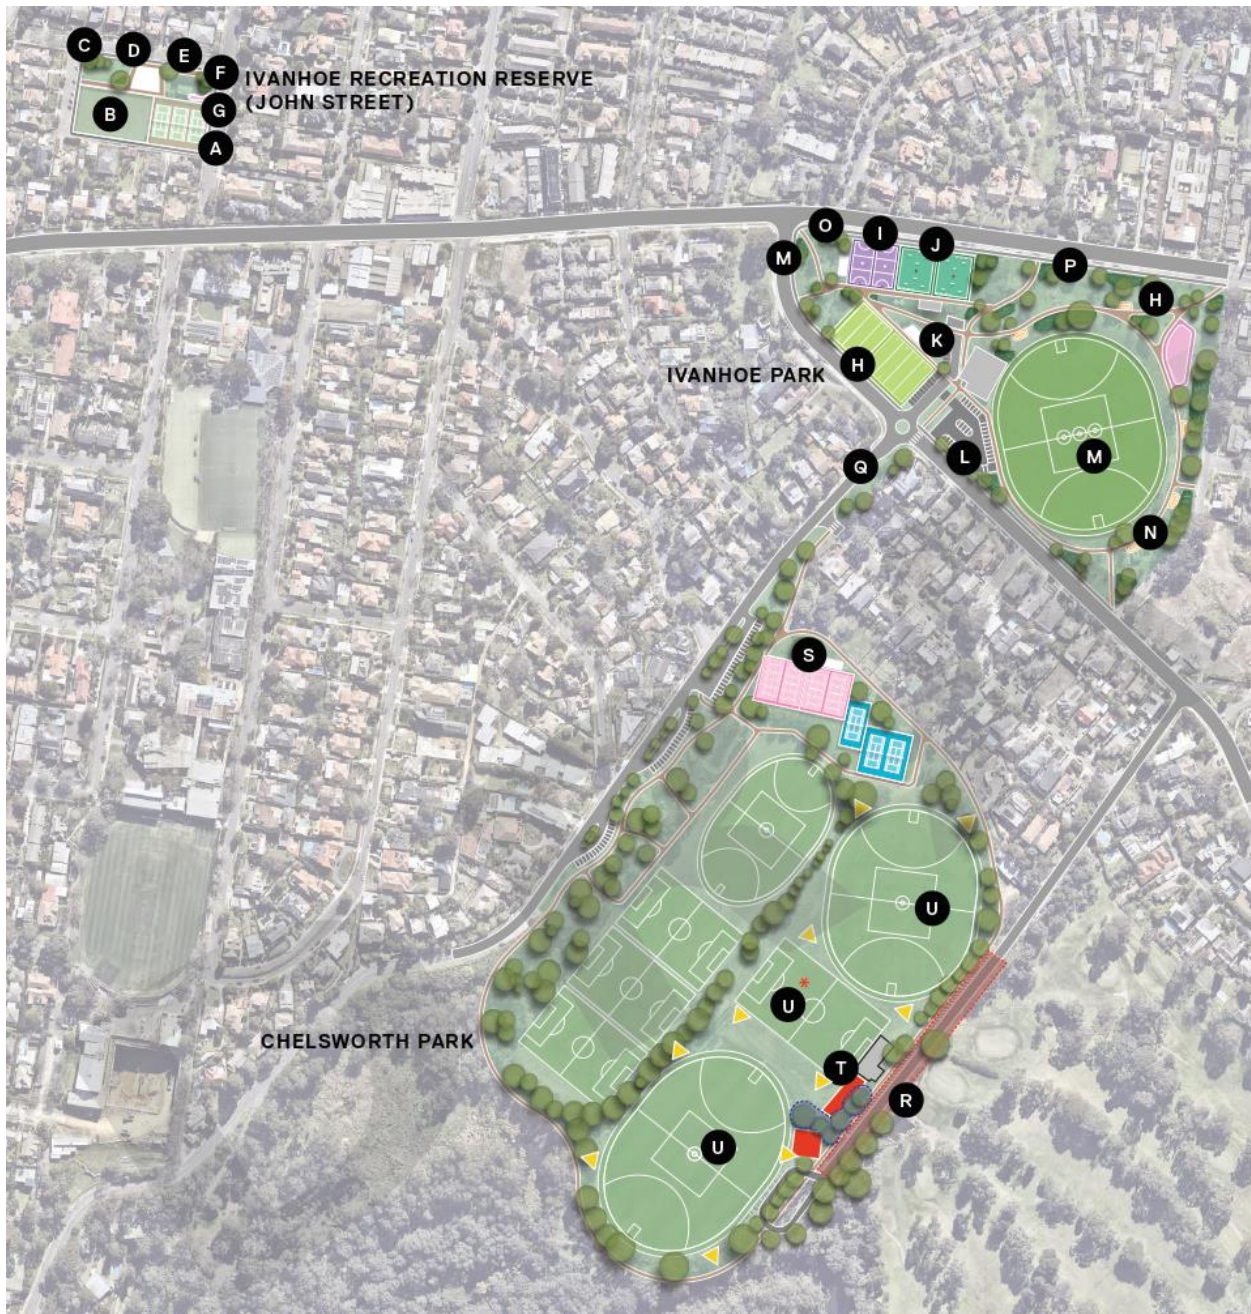 C
D
E
F
IVANHOE RECREATION RESERVE
(JOHN STREET)
B
G
A
O
I
J
M
P
H
K
H
IVANHOE PARK
L
M
Q
N
S
U
U
*
CHELSWORTH PARK
T
R
U